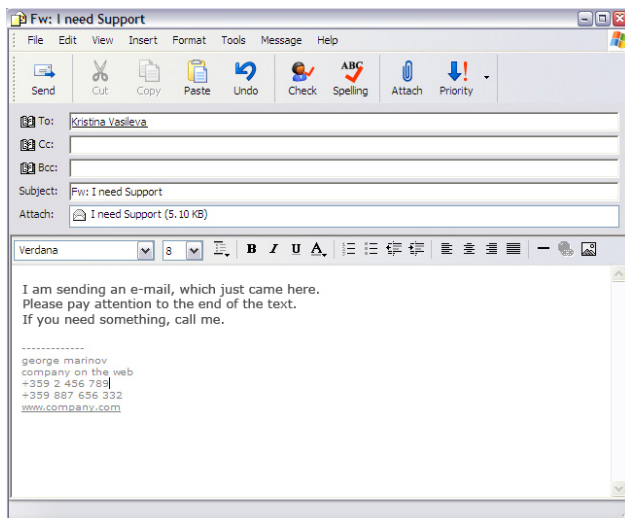 Fw: I need Support
File Edit View Insert Format Tools Message Help
ABC
Send Cut Copy Paste Undo Check Spelling Attach Priority
To: Kristina Vasileva
Cc:
Bcc:
Subject: Fw: I need Support
Attach: I need Support (5.10 KB)
Verdana 8 B I U A
I am sending an e-mail, which just came here.
Please pay attention to the end of the text.
If you need something, call me.
-------------
george marinov
company on the web
+359 2 456 789
+359 887 656 332
www.company.com